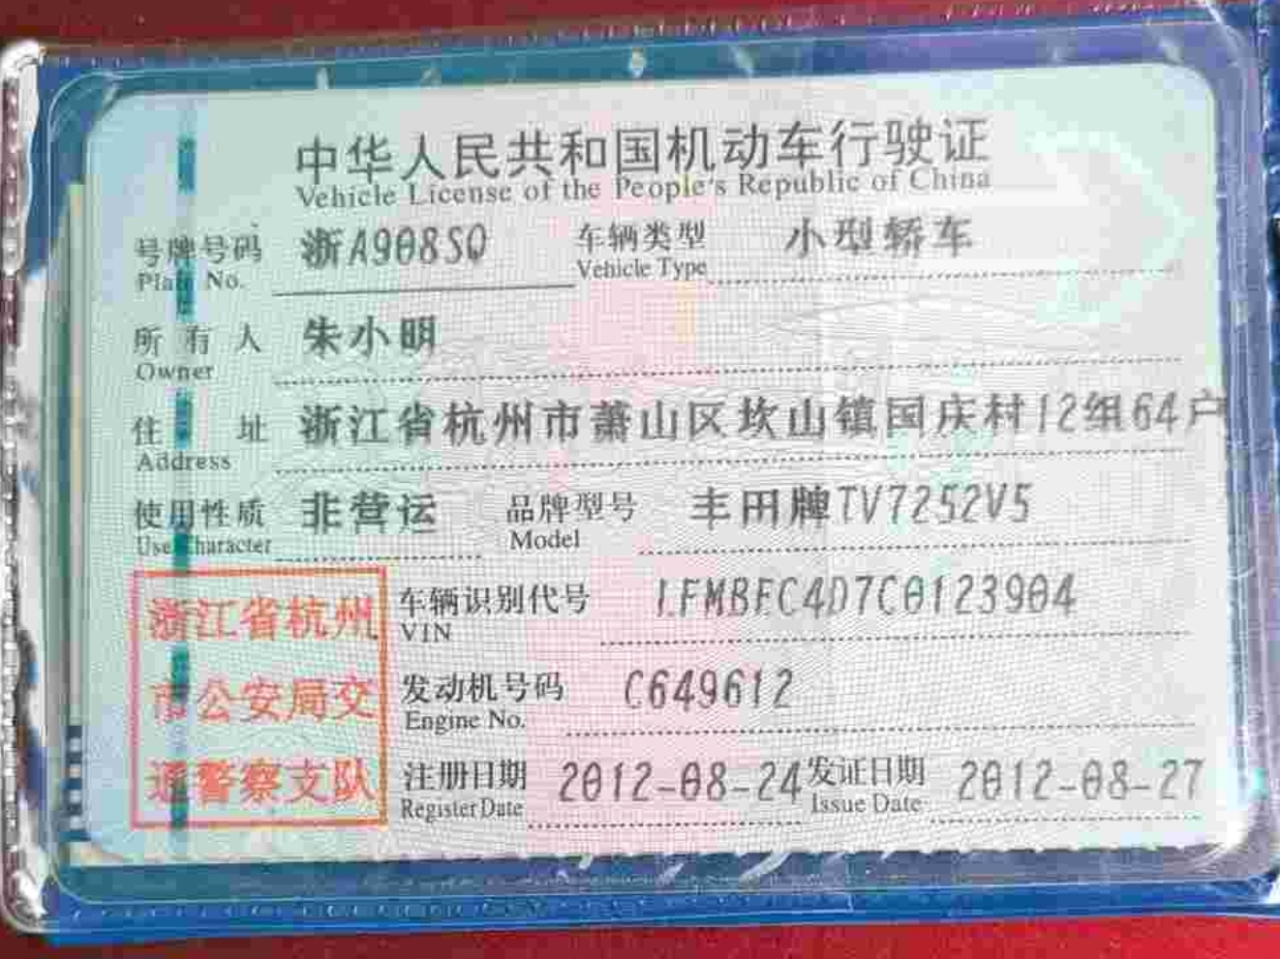 中华人民共和国机动车行驶证
Vehicle License of the People's Republic of China
号牌号码 浙A908SQ 车辆类型 小型轿车
Plate No. Vehicle Type
所有人 朱小明
Owner
住址 浙江省杭州市萧山区坎山镇国庆村12组64户
Address
使用性质 非营运 品牌型号 丰田牌TV7252V5
Use Character Model
浙江省杭州 车辆识别代号 LFMBFC4D7C0123904
VIN
市公安局交 发动机号码 C649612
Engine No.
通警察支队 注册日期 2012-08-24 发证日期 2012-08-27
Register Date Issue Date